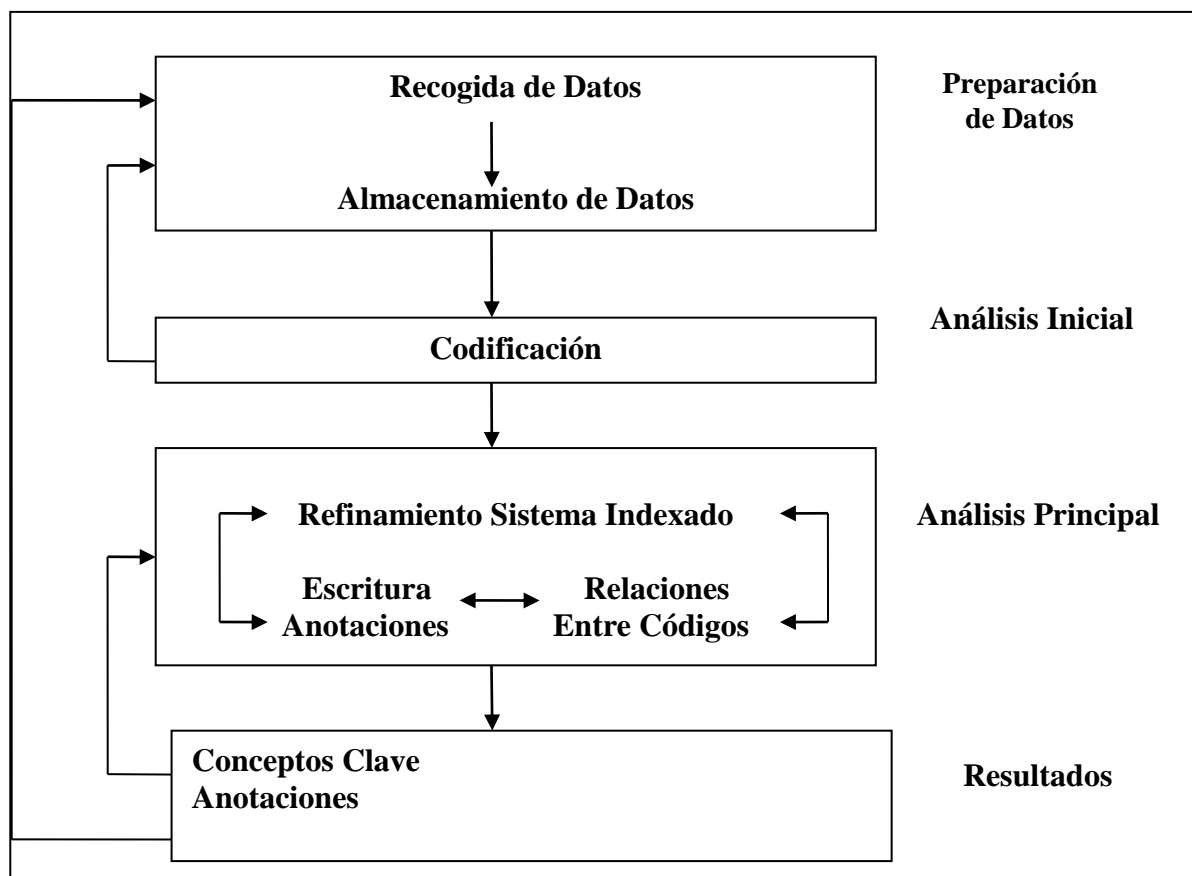 Recogida de Datos
Preparación
de Datos
Almacenamiento de Datos
Análisis Inicial
Codificación
Refinamiento Sistema Indexado
Análisis Principal
Escritura
Anotaciones
Relaciones
Entre Códigos
Conceptos Clave
Anotaciones
Resultados